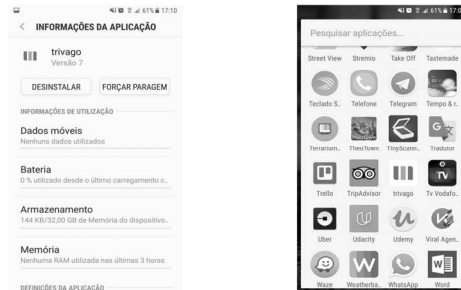 61% 17:10
INFORMAÇÕES DA APLICAÇÃO
trivago
Versão 7
DESINSTALAR FORÇAR PARAGEM
INFORMAÇÕES DE UTILIZAÇÃO
Dados móveis
Nenhuns dados utilizados
Bateria
0 % utilizado desde o último carregamento c..
Armazenamento
144 KB/32,00 GB de Memória do dispositivo..
Memória
Nenhuma RAM utilizada nas últimas 3 horas
DEFINIÇÕES DA APLICAÇÃO
61%
Pesquisar aplicações...
Street View Stremio Take Off Tastemade
Teclado S.. Telefone Telegram Tempo & r..
Terrarium.. TheoTown TinyScann.. Tradutor
Trello TripAdvisor trivago Tv Vodafo..
Uber Udacity Udemy Viral Agen..
Waze Weatherba.. WhatsApp Word